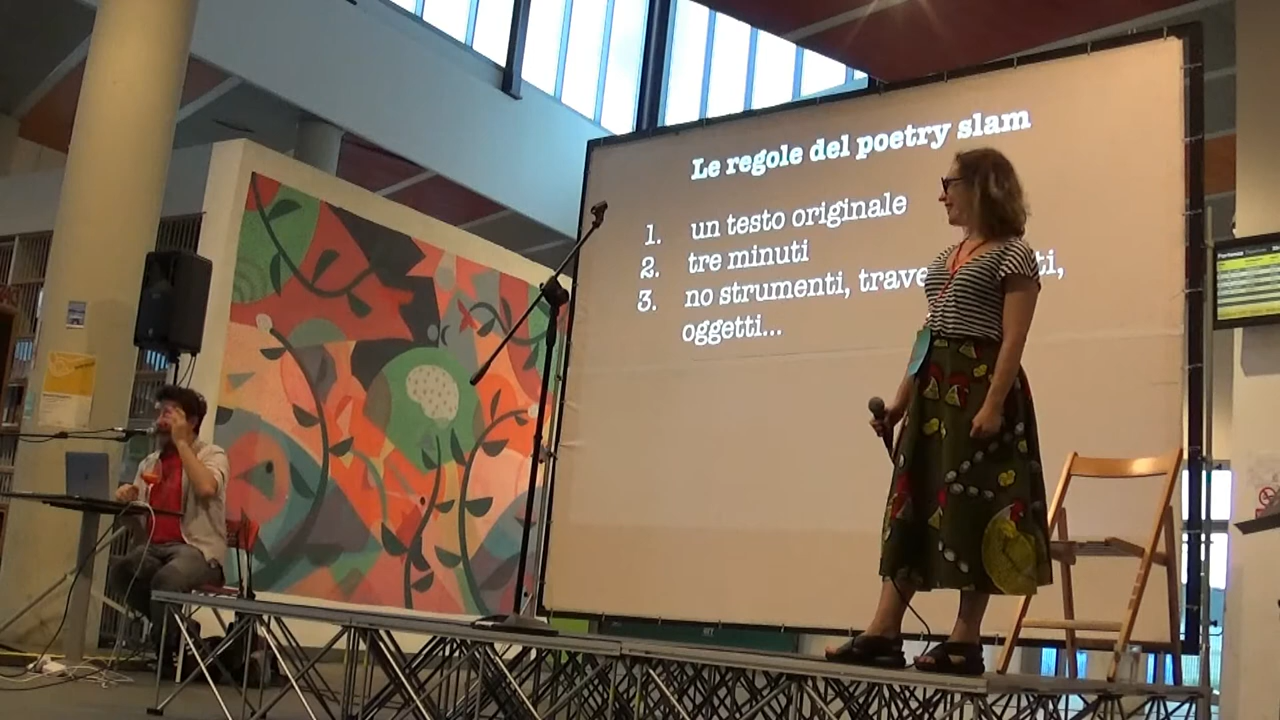 Le regole del poetry slam
1. un testo originale
2. tre minuti
3. no strumenti,
oggetti...